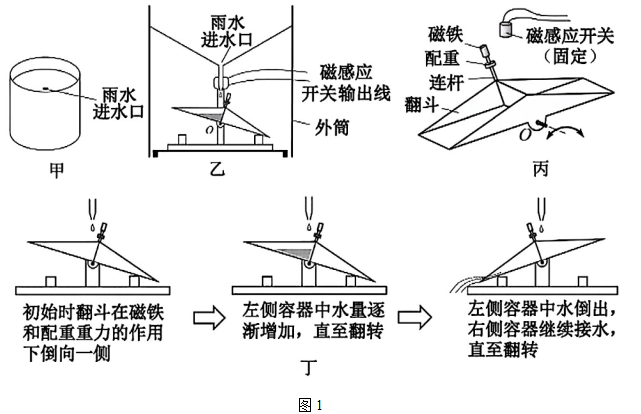 雨水
进水口
甲
雨水
进水口
磁感应
开关输出线
外筒
O
乙
磁铁
配重
连杆
翻斗
磁感应开关
（固定）
O
丙
初始时翻斗在磁铁
和配重重力的作用
下倒向一侧
左侧容器中水量逐
渐增加，直至翻转
左侧容器中水倒出，
右侧容器继续接水，
直至翻转
丁
图1